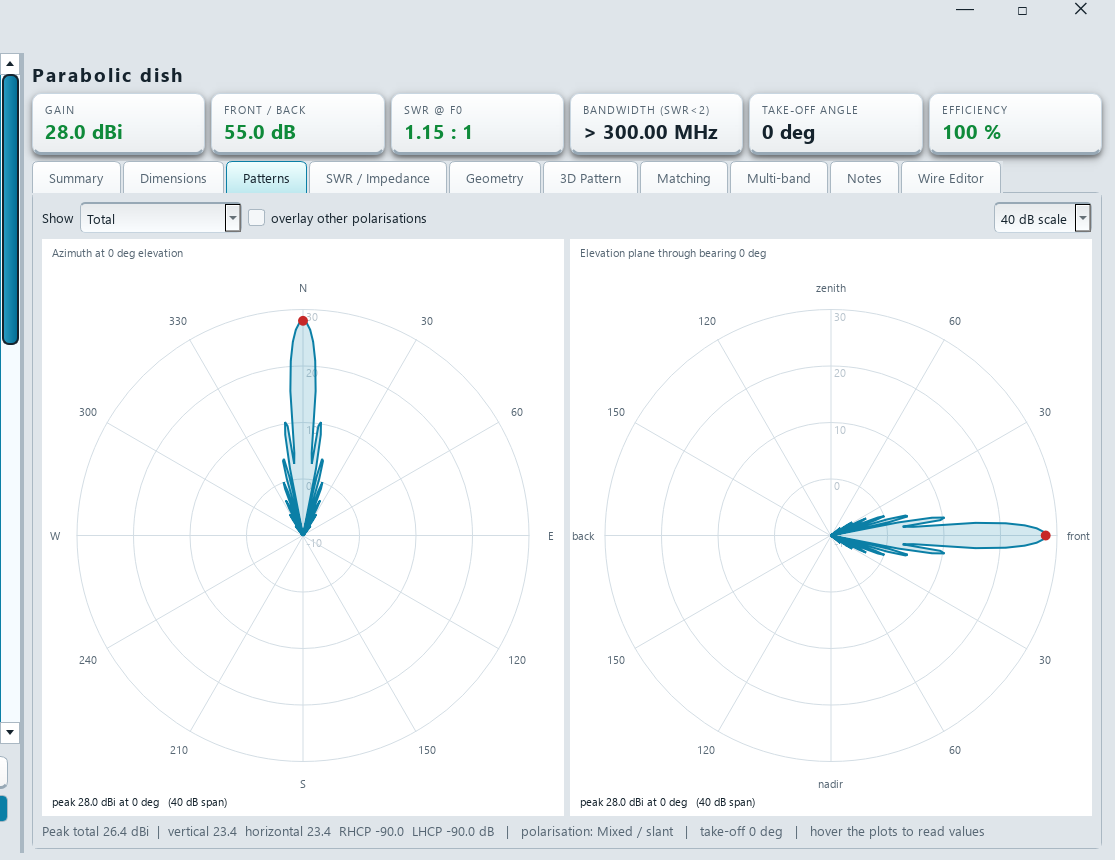 Parabolic dish
GAIN
28.0 dBi
FRONT / BACK
55.0 dB
SWR @ F0
1.15 : 1
BANDWIDTH (SWR<2)
> 300.00 MHz
TAKE-OFF ANGLE
0 deg
EFFICIENCY
100 %
Summary
Dimensions
Patterns
SWR / Impedance
Geometry
3D Pattern
Matching
Multi-band
Notes
Wire Editor
Show
Total
overlay other polarisations
40 dB scale
Azimuth at 0 deg elevation
N
330
30
30
300
20
60
10
0
W
-10
E
240
120
210
150
S
peak 28.0 dBi at 0 deg (40 dB span)
Elevation plane through bearing 0 deg
zenith
120
30
60
150
20
30
10
0
back
front
150
30
120
60
nadir
peak 28.0 dBi at 0 deg (40 dB span)
Peak total 26.4 dBi | vertical 23.4 horizontal 23.4 RHCP -90.0 LHCP -90.0 dB | polarisation: Mixed / slant | take-off 0 deg | hover the plots to read values